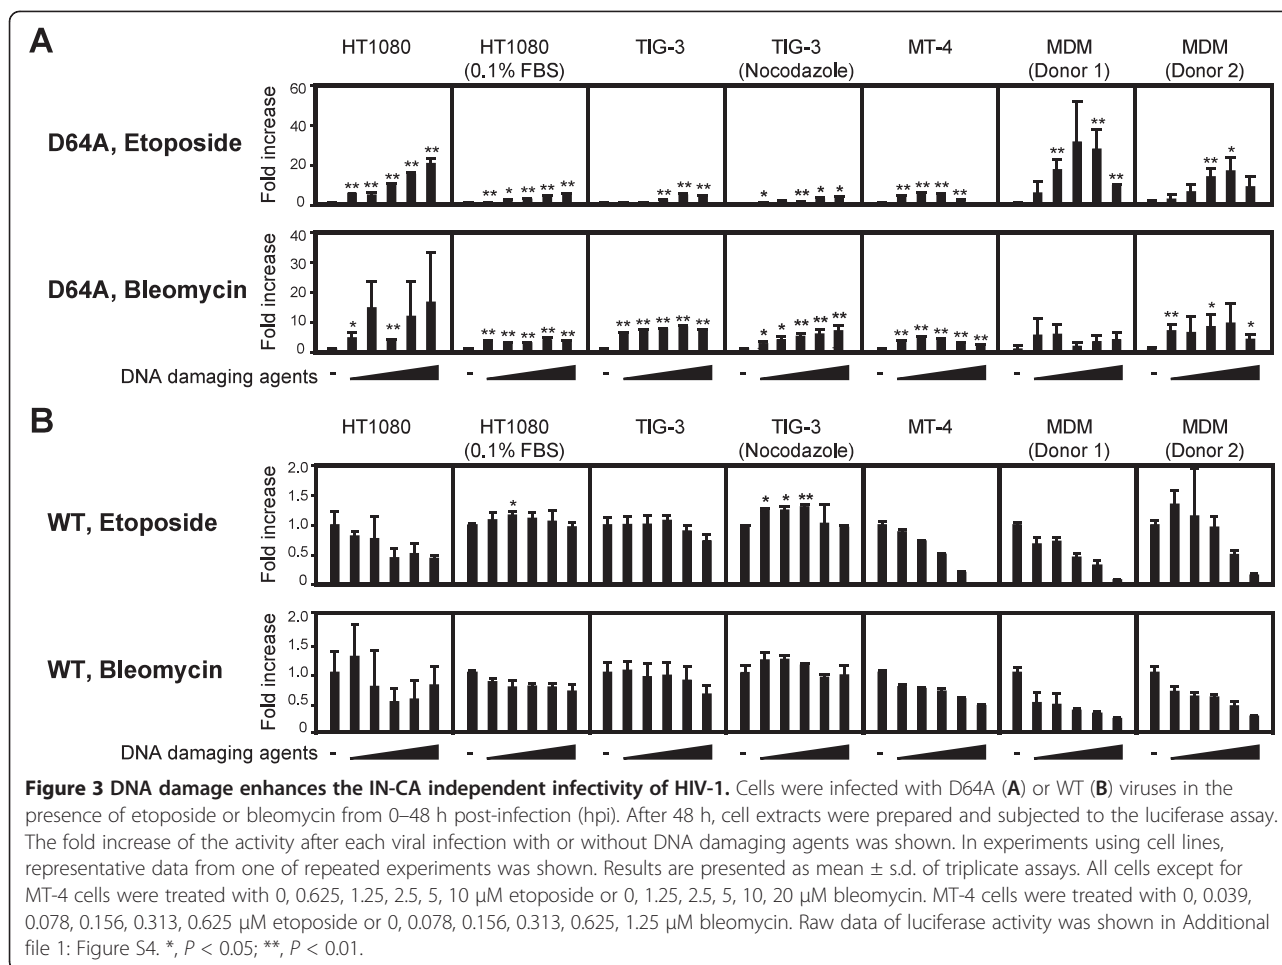 A
HT1080 HT1080 (0.1% FBS) TIG-3 TIG-3 (Nocodazole) MT-4 MDM (Donor 1) MDM (Donor 2)
D64A, Etoposide
Fold increase
60
40
20
0
** ** ** ** **
** * ** ** **
** ** **
* ** * *
** ** ** **
** ** **
** *
D64A, Bleomycin
Fold increase
40
30
20
10
0
* **
** ** ** ** **
** ** ** ** **
* * ** ** **
** ** ** ** **
** * *
DNA damaging agents - - - - - - -
B
HT1080 HT1080 (0.1% FBS) TIG-3 TIG-3 (Nocodazole) MT-4 MDM (Donor 1) MDM (Donor 2)
WT, Etoposide
Fold increase
2.0
1.5
1.0
0.5
0
*
* * **
WT, Bleomycin
Fold increase
2.0
1.5
1.0
0.5
0
DNA damaging agents - - - - - - -
Figure 3 DNA damage enhances the IN-CA independent infectivity of HIV-1. Cells were infected with D64A (A) or WT (B) viruses in the
presence of etoposide or bleomycin from 0–48 h post-infection (hpi). After 48 h, cell extracts were prepared and subjected to the luciferase assay.
The fold increase of the activity after each viral infection with or without DNA damaging agents was shown. In experiments using cell lines,
representative data from one of repeated experiments was shown. Results are presented as mean ± s.d. of triplicate assays. All cells except for
MT-4 cells were treated with 0, 0.625, 1.25, 2.5, 5, 10 μM etoposide or 0, 1.25, 2.5, 5, 10, 20 μM bleomycin. MT-4 cells were treated with 0, 0.039,
0.078, 0.156, 0.313, 0.625 μM etoposide or 0, 0.078, 0.156, 0.313, 0.625, 1.25 μM bleomycin. Raw data of luciferase activity was shown in Additional
file 1: Figure S4. *, P < 0.05; **, P < 0.01.